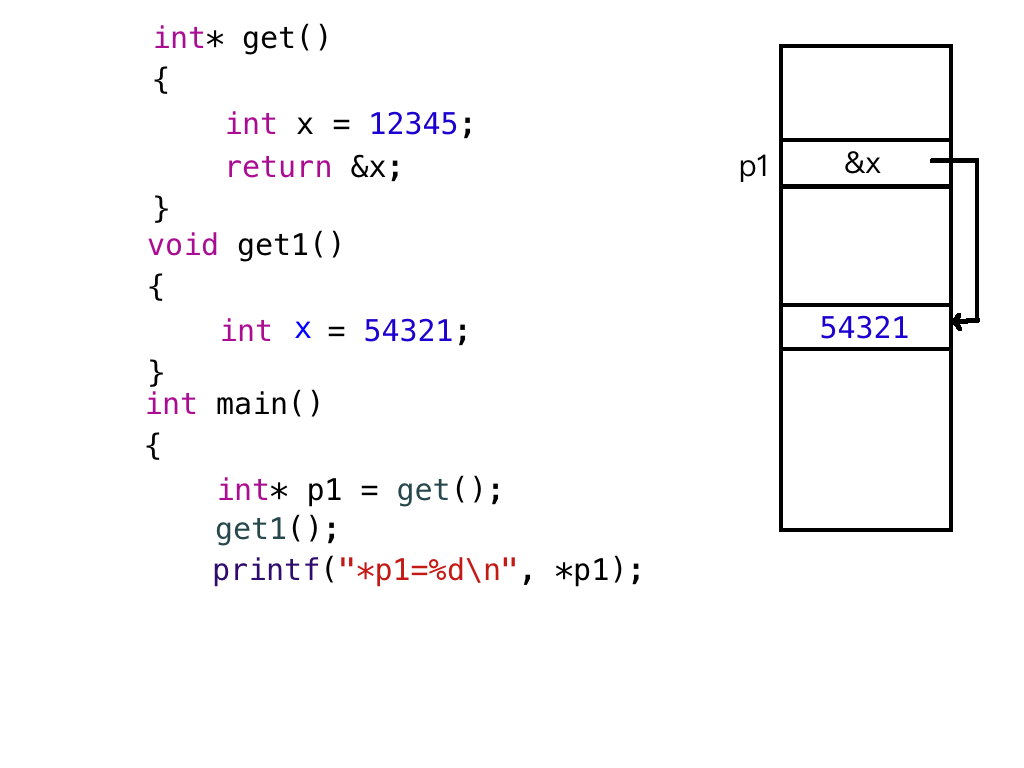 int* get()
{
int x = 12345;
return &x;
}
void get1()
{
int x = 54321;
}
int main()
{
int* p1 = get();
get1();
printf("*p1=%d\n", *p1);
p1
&x
54321